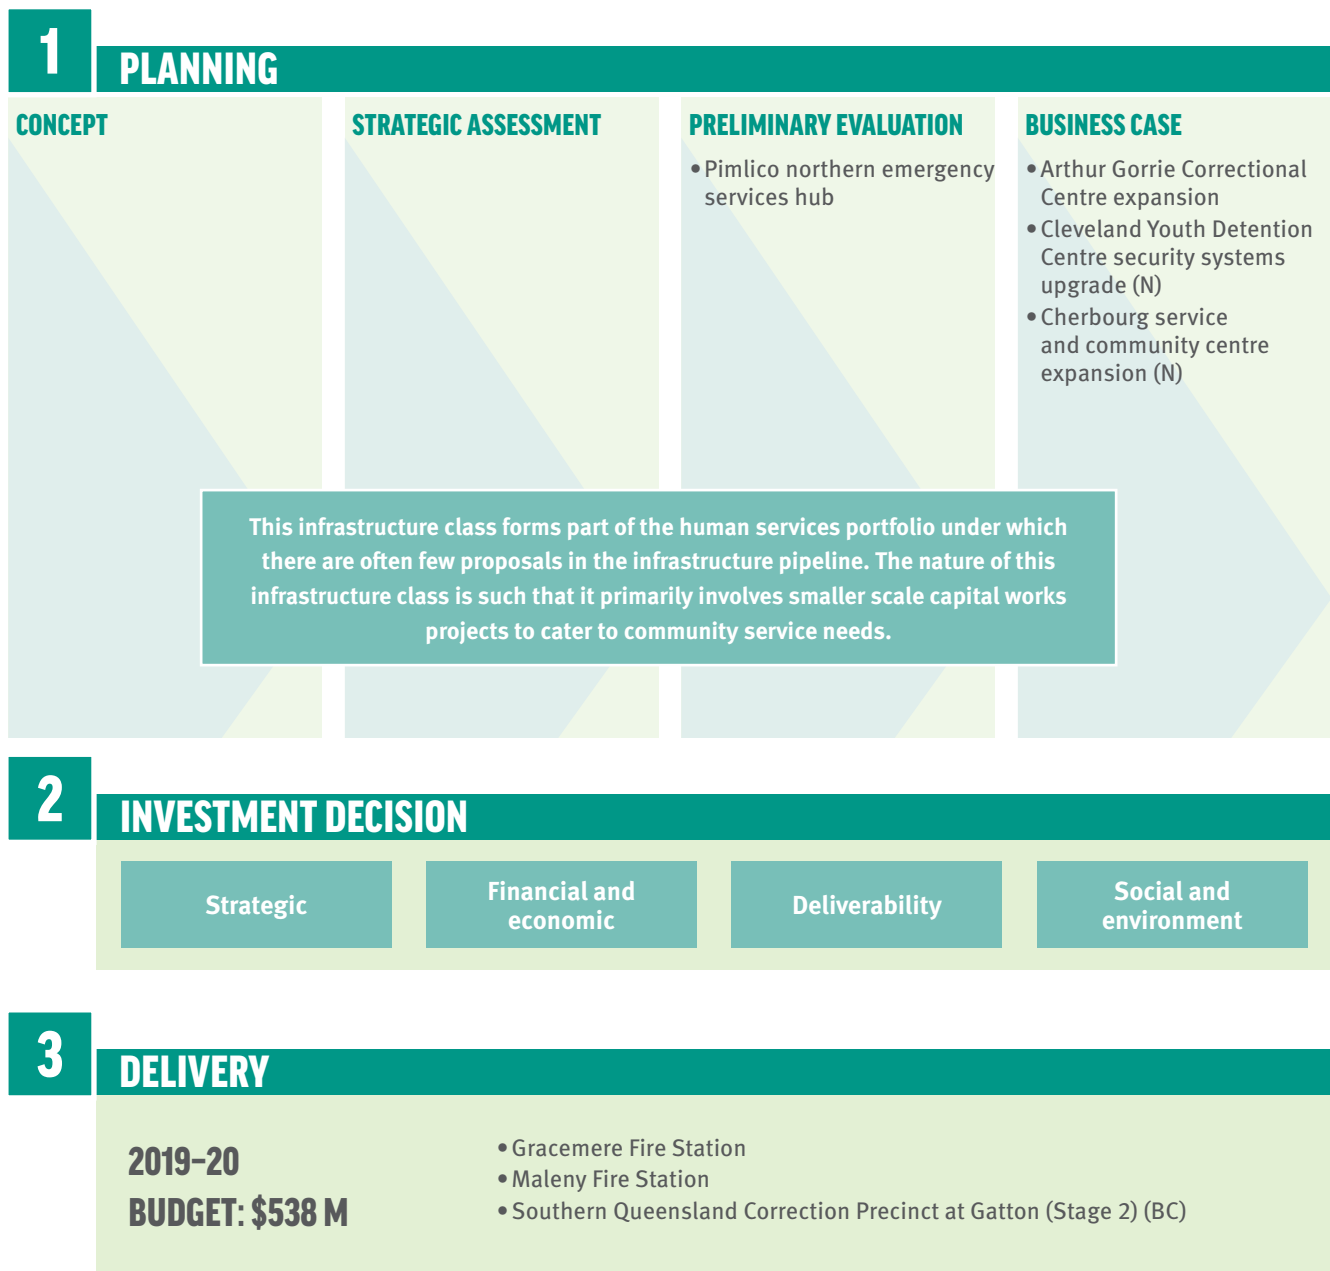 1
PLANNING
CONCEPT
STRATEGIC ASSESSMENT
PRELIMINARY EVALUATION
• Pimlico northern emergency
services hub
BUSINESS CASE
• Arthur Gorrie Correctional
Centre expansion
• Cleveland Youth Detention
Centre security systems
upgrade (N)
• Cherbourg service
and community centre
expansion (N)
This infrastructure class forms part of the human services portfolio under which
there are often few proposals in the infrastructure pipeline. The nature of this
infrastructure class is such that it primarily involves smaller scale capital works
projects to cater to community service needs.
2
INVESTMENT DECISION
Strategic
Financial and
economic
Deliverability
Social and
environment
3
DELIVERY
2019–20
BUDGET: $538 M
• Gracemere Fire Station
• Maleny Fire Station
• Southern Queensland Correction Precinct at Gatton (Stage 2) (BC)